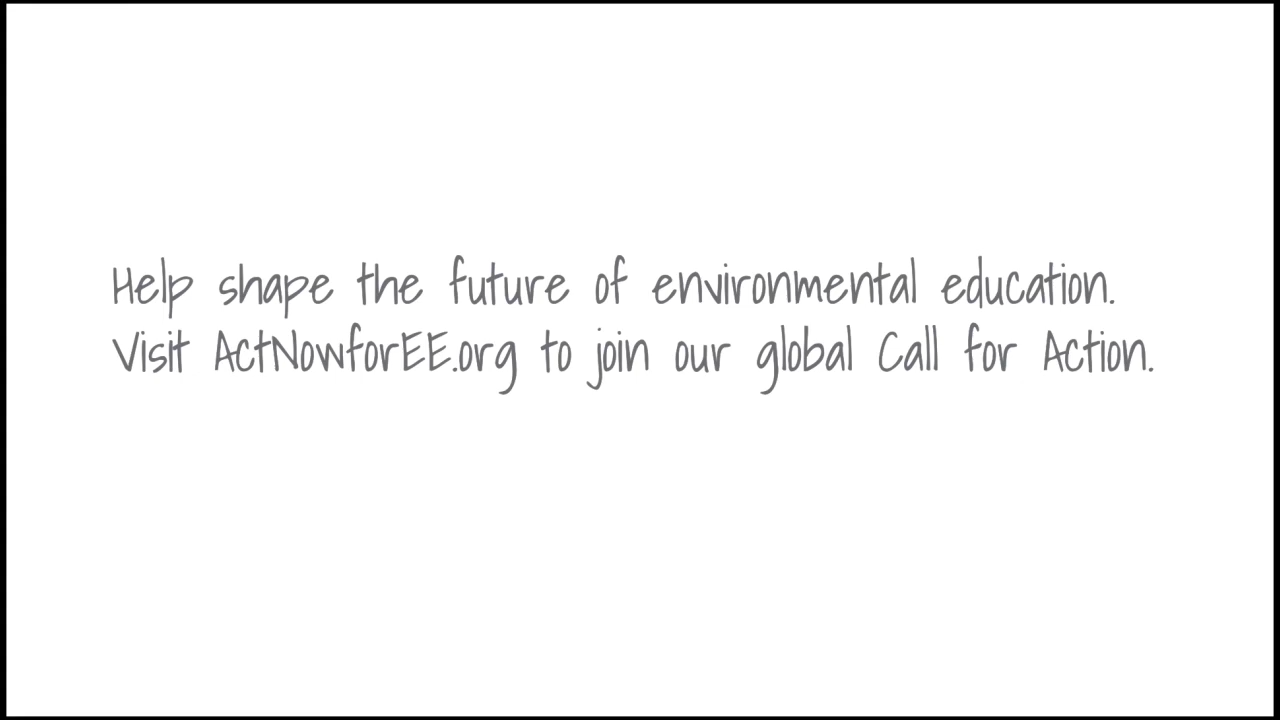 Help shape the future of environmental education.
Visit ActNowforEE.org to join our global Call for Action.